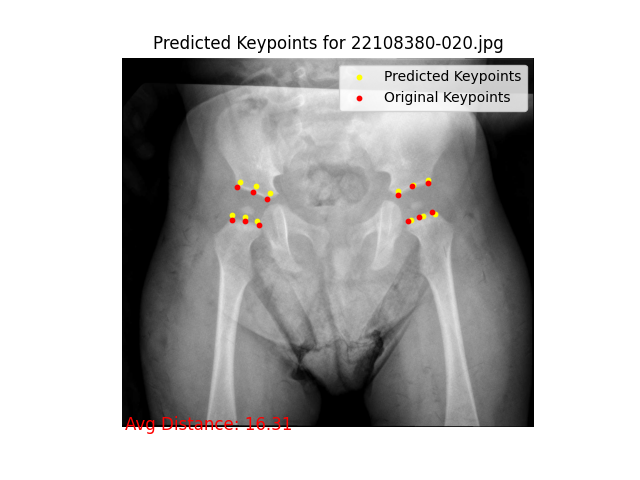 Predicted Keypoints for 22108380-020.jpg
Predicted Keypoints
Original Keypoints
Avg Distance: 16.31